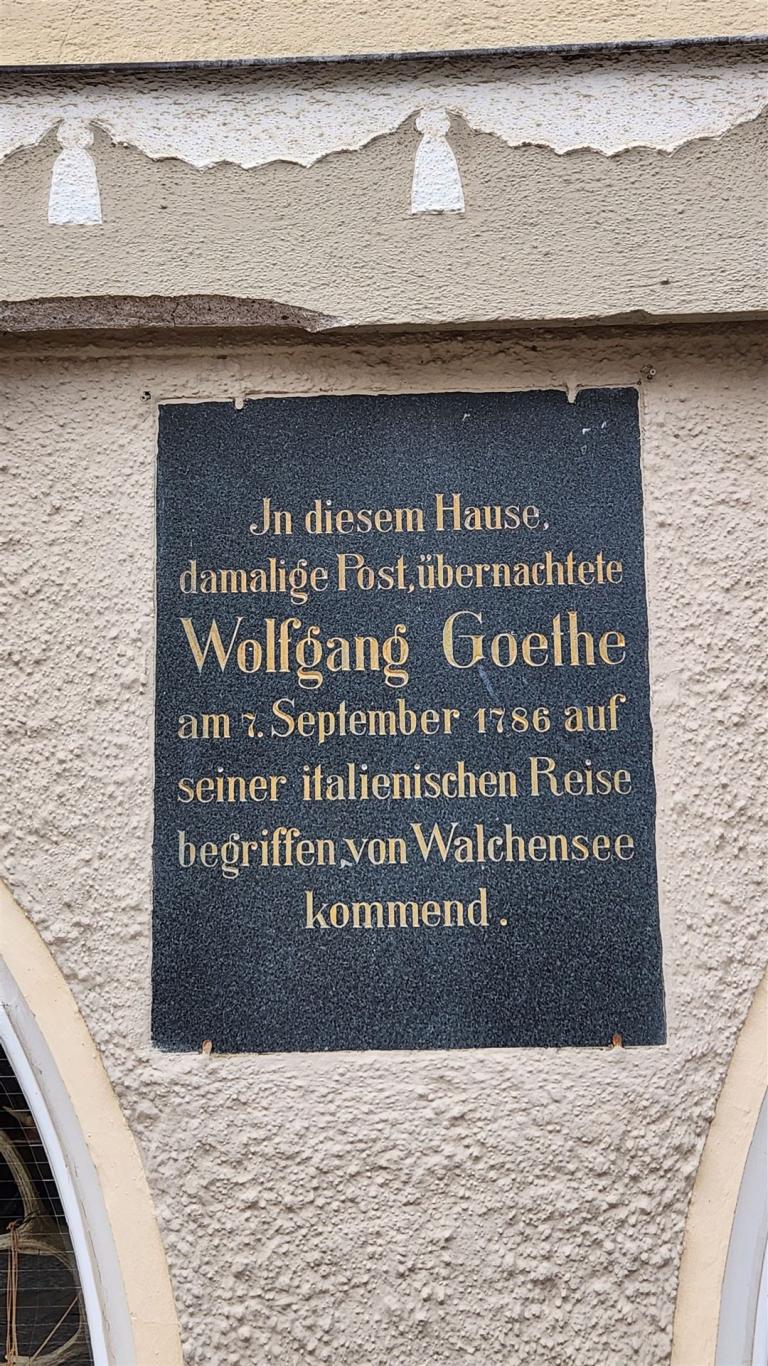 Jn diesem Hause,
damalige Post, übernachtete
Wolfgang Goethe
am 7. September 1786 auf
seiner italienischen Reise
begriffen, von Walchensee
kommend.